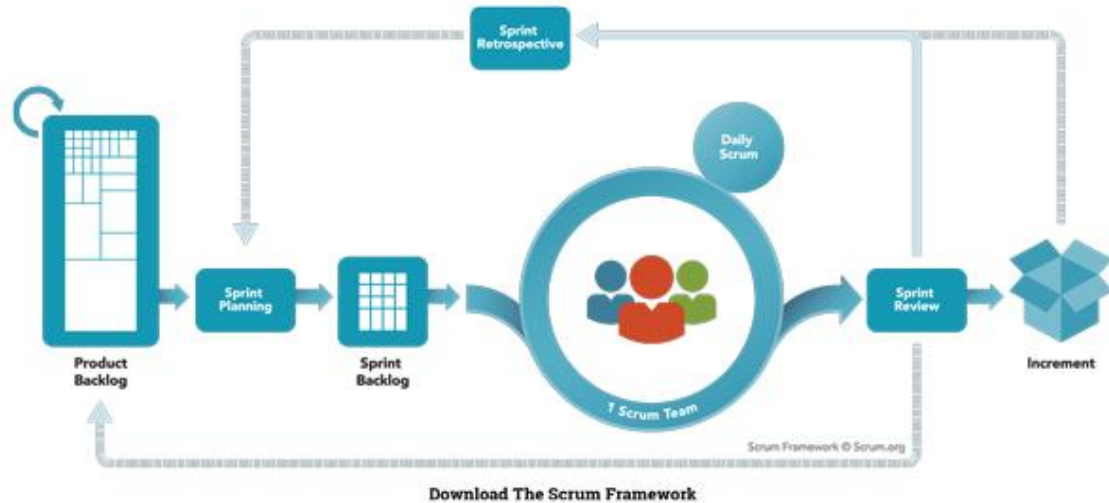 Sprint
Retrospective
Daily
Scrum
Sprint
Planning
Sprint
Review
Product
Backlog
Sprint
Backlog
Increment
1 Scrum Team
Scrum Framework © Scrum.org
Download The Scrum Framework